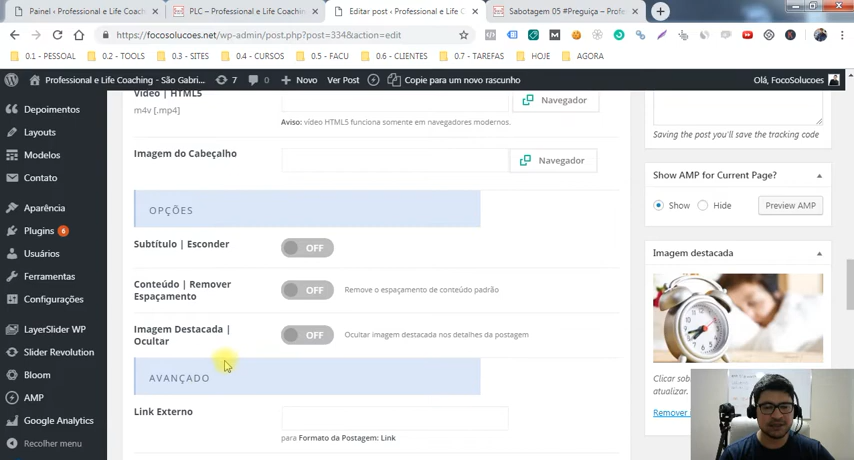 Painel ‹ Professional e Life Coach
PLC – Professional e Life Coaching
Editar post ‹ Professional e Life C
Sabotagem 05 #Preguiça – Profes
https://focosolucoes.net/wp-admin/post.php?post=334&action=edit
0.1 - PESSOAL
0.2 - TOOLS
0.3 - SITES
0.4 - CURSOS
0.5 - FACU
0.6 - CLIENTES
0.7 - TAREFAS
HOJE
AGORA
Professional e Life Coaching - São Gabri...
7
0
Novo
Ver Post
Copie para um novo rascunho
Olá, FocoSolucoes
Depoimentos
Layouts
Modelos
Contato
Aparência
Plugins 6
Usuários
Ferramentas
Configurações
LayerSlider WP
Slider Revolution
Bloom
AMP
Google Analytics
Recolher menu
Vídeo | HTML5
m4v [.mp4]
Navegador
Aviso: vídeo HTML5 funciona somente em navegadores modernos.
Imagem do Cabeçalho
Navegador
OPÇÕES
Subtítulo | Esconder
OFF
Conteúdo | Remover
Espaçamento
OFF
Remove o espaçamento de conteúdo padrão
Imagem Destacada |
Ocultar
OFF
Ocultar imagem destacada nos detalhes da postagem
AVANÇADO
Link Externo
para Formato da Postagem: Link
Saving the post you'll save the tracking code
Show AMP for Current Page?
Show
Hide
Preview AMP
Imagem destacada
Clicar sob
atualizar.
Remover